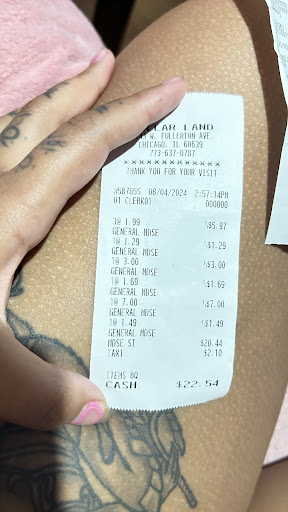 LAR LAND
W. FULLERTON AVE.
CHICAGO, IL 60639
773-637-0787
THANK YOU FOR YOUR VISIT
#587655 08/04/2024 2:57:14PM
01 CLERK01 000000
3@ 1.99
GENERAL MDSE \$5.97
1@ 1.29
GENERAL MDSE \$1.29
1@ 3.00
GENERAL MDSE \$3.00
1@ 1.69
GENERAL MDSE \$1.69
1@ 7.00
GENERAL MDSE \$7.00
1@ 1.49
GENERAL MDSE \$1.49
MDSE ST $20.44
TAX1 $2.10
ITEMS 8Q
CASH $22.54